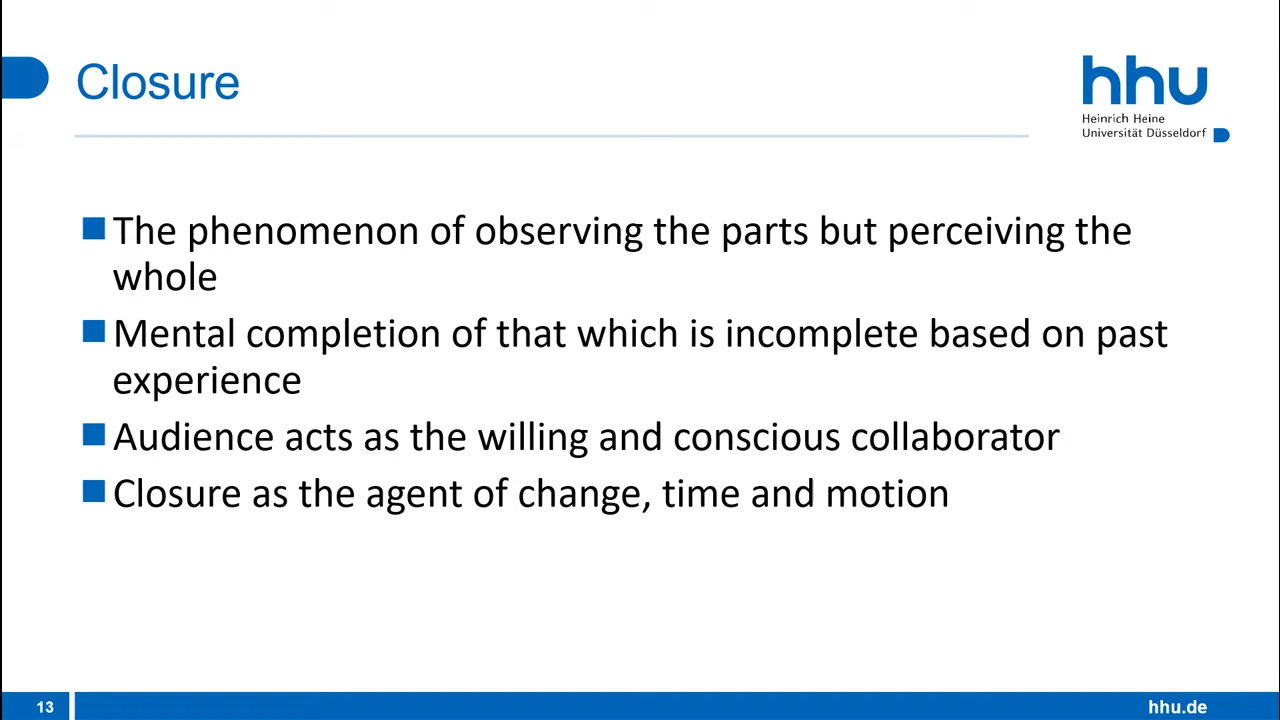 Closure
hhu
Heinrich Heine
Universität Düsseldorf
The phenomenon of observing the parts but perceiving the
whole
Mental completion of that which is incomplete based on past
experience
Audience acts as the willing and conscious collaborator
Closure as the agent of change, time and motion
13
hhu.de